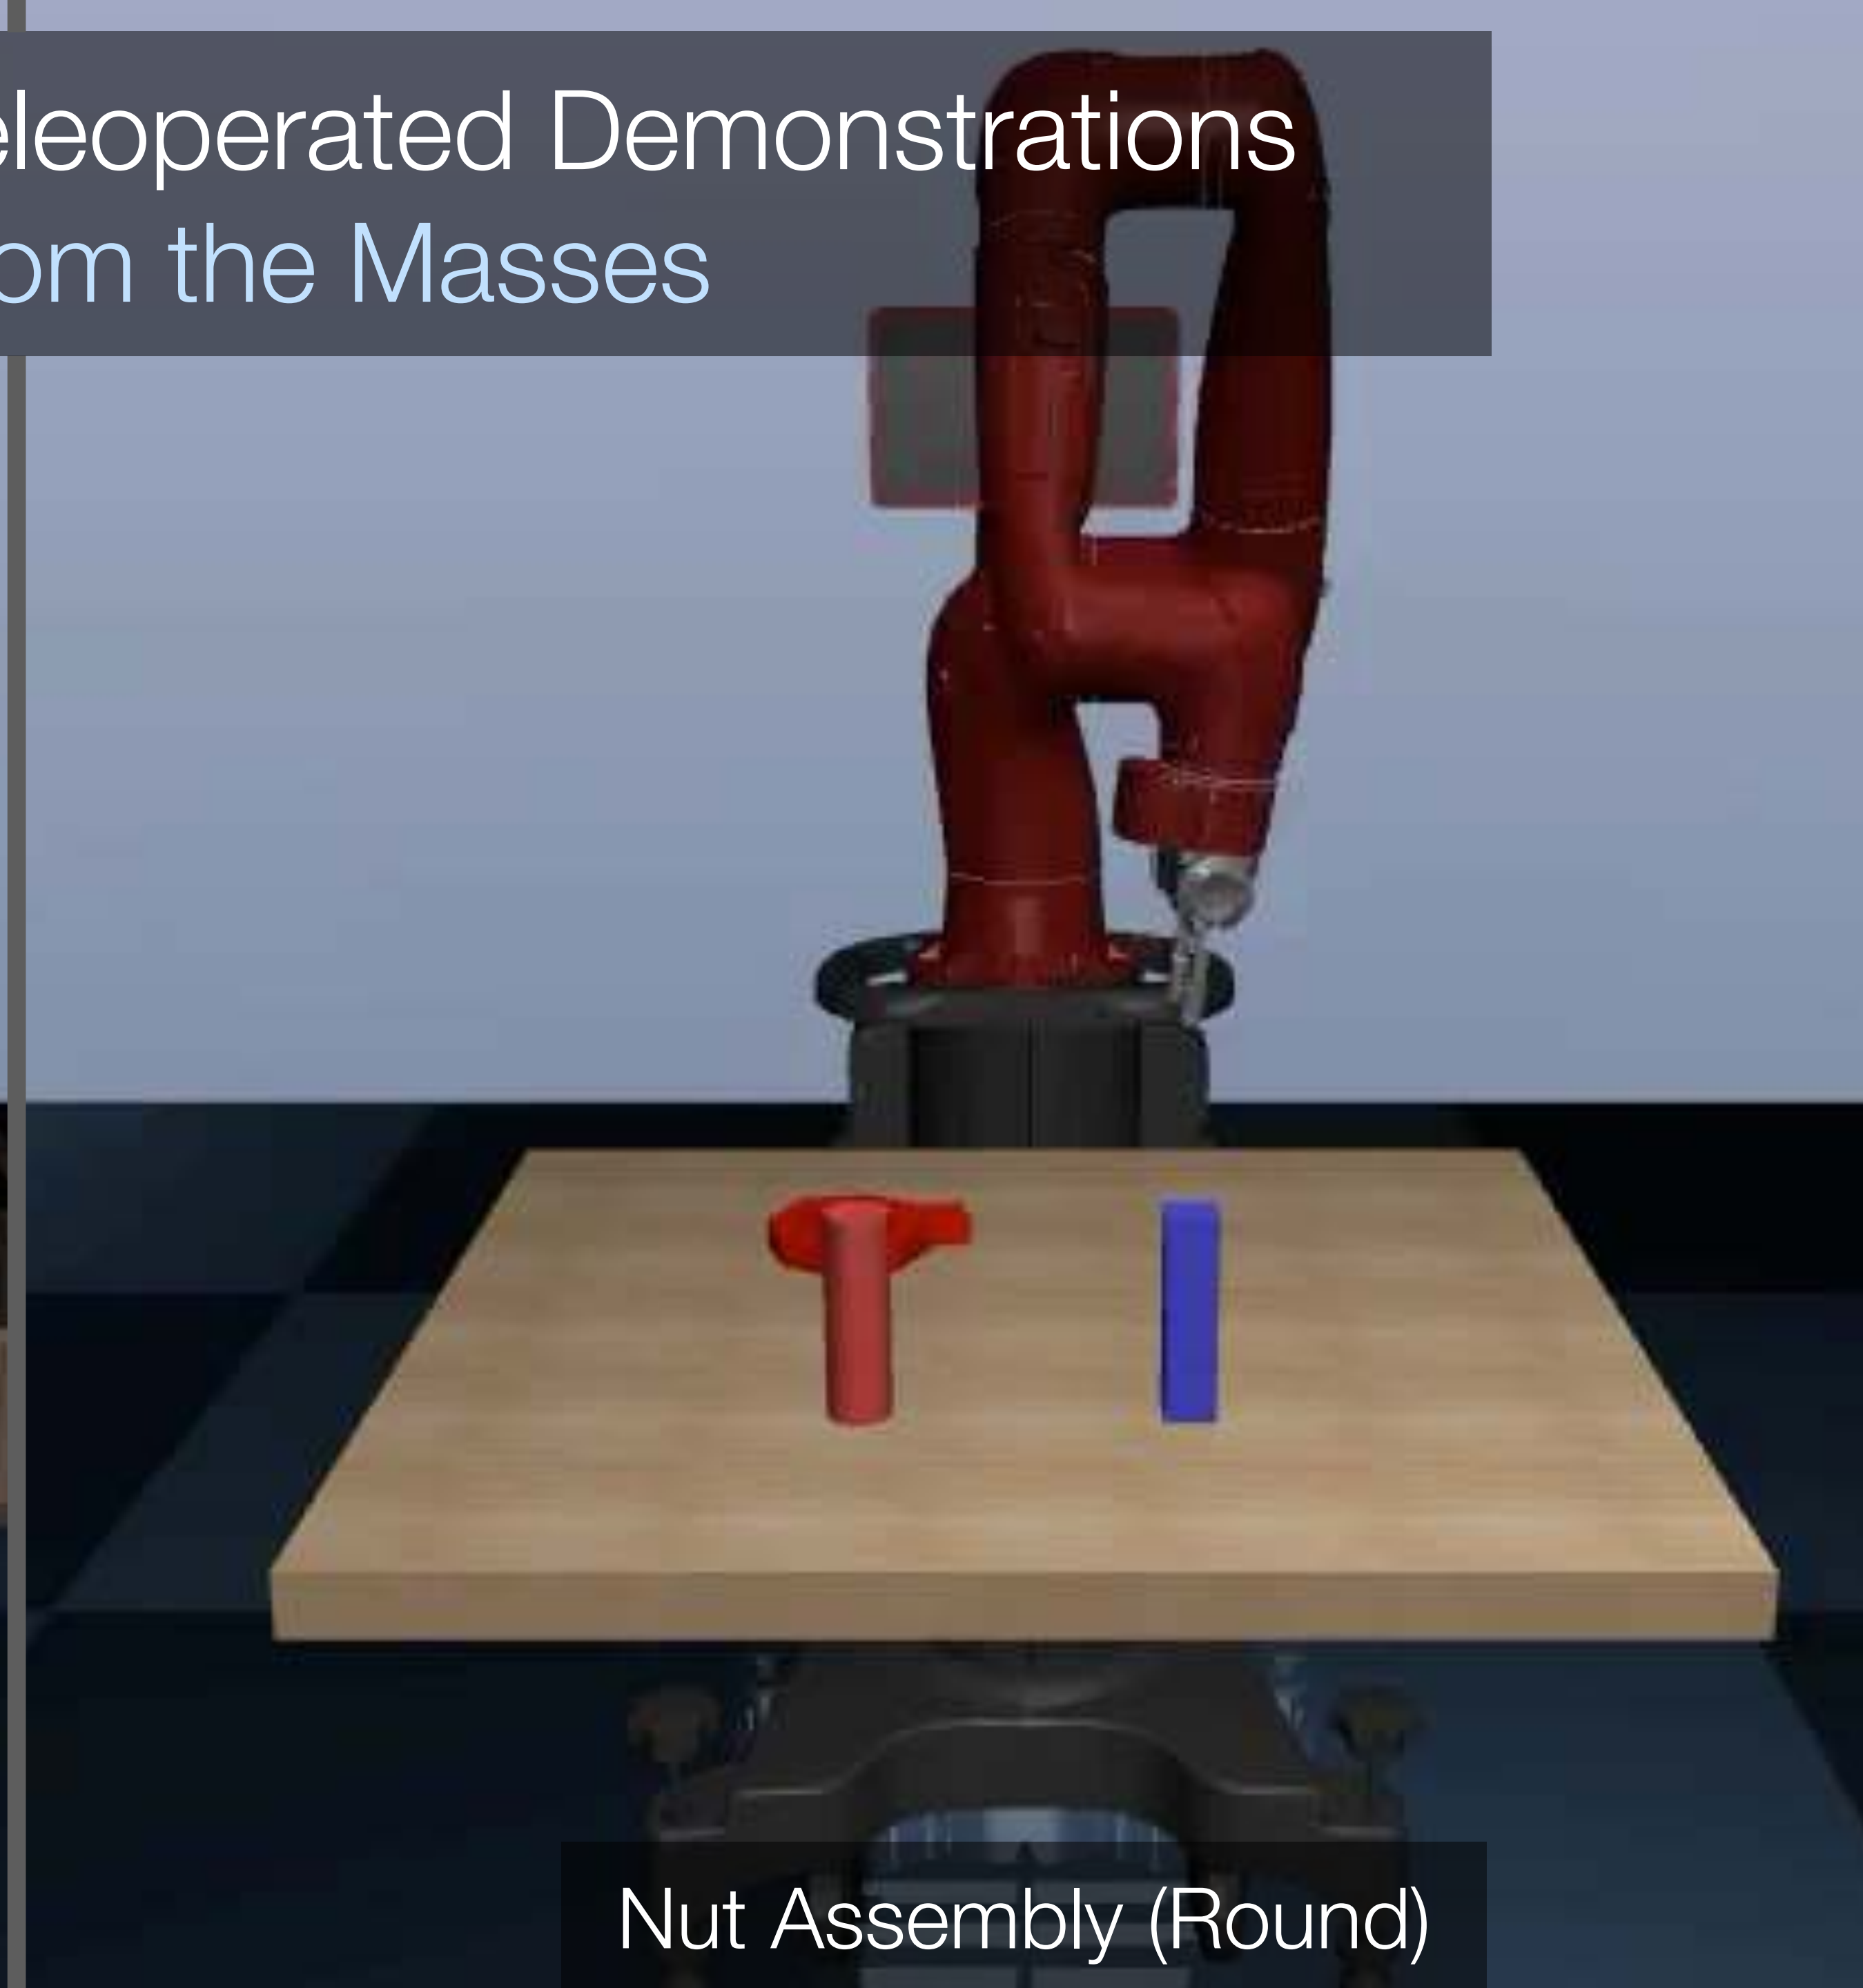 eleoperated Demonstrations
om the Masses
Nut Assembly (Round)